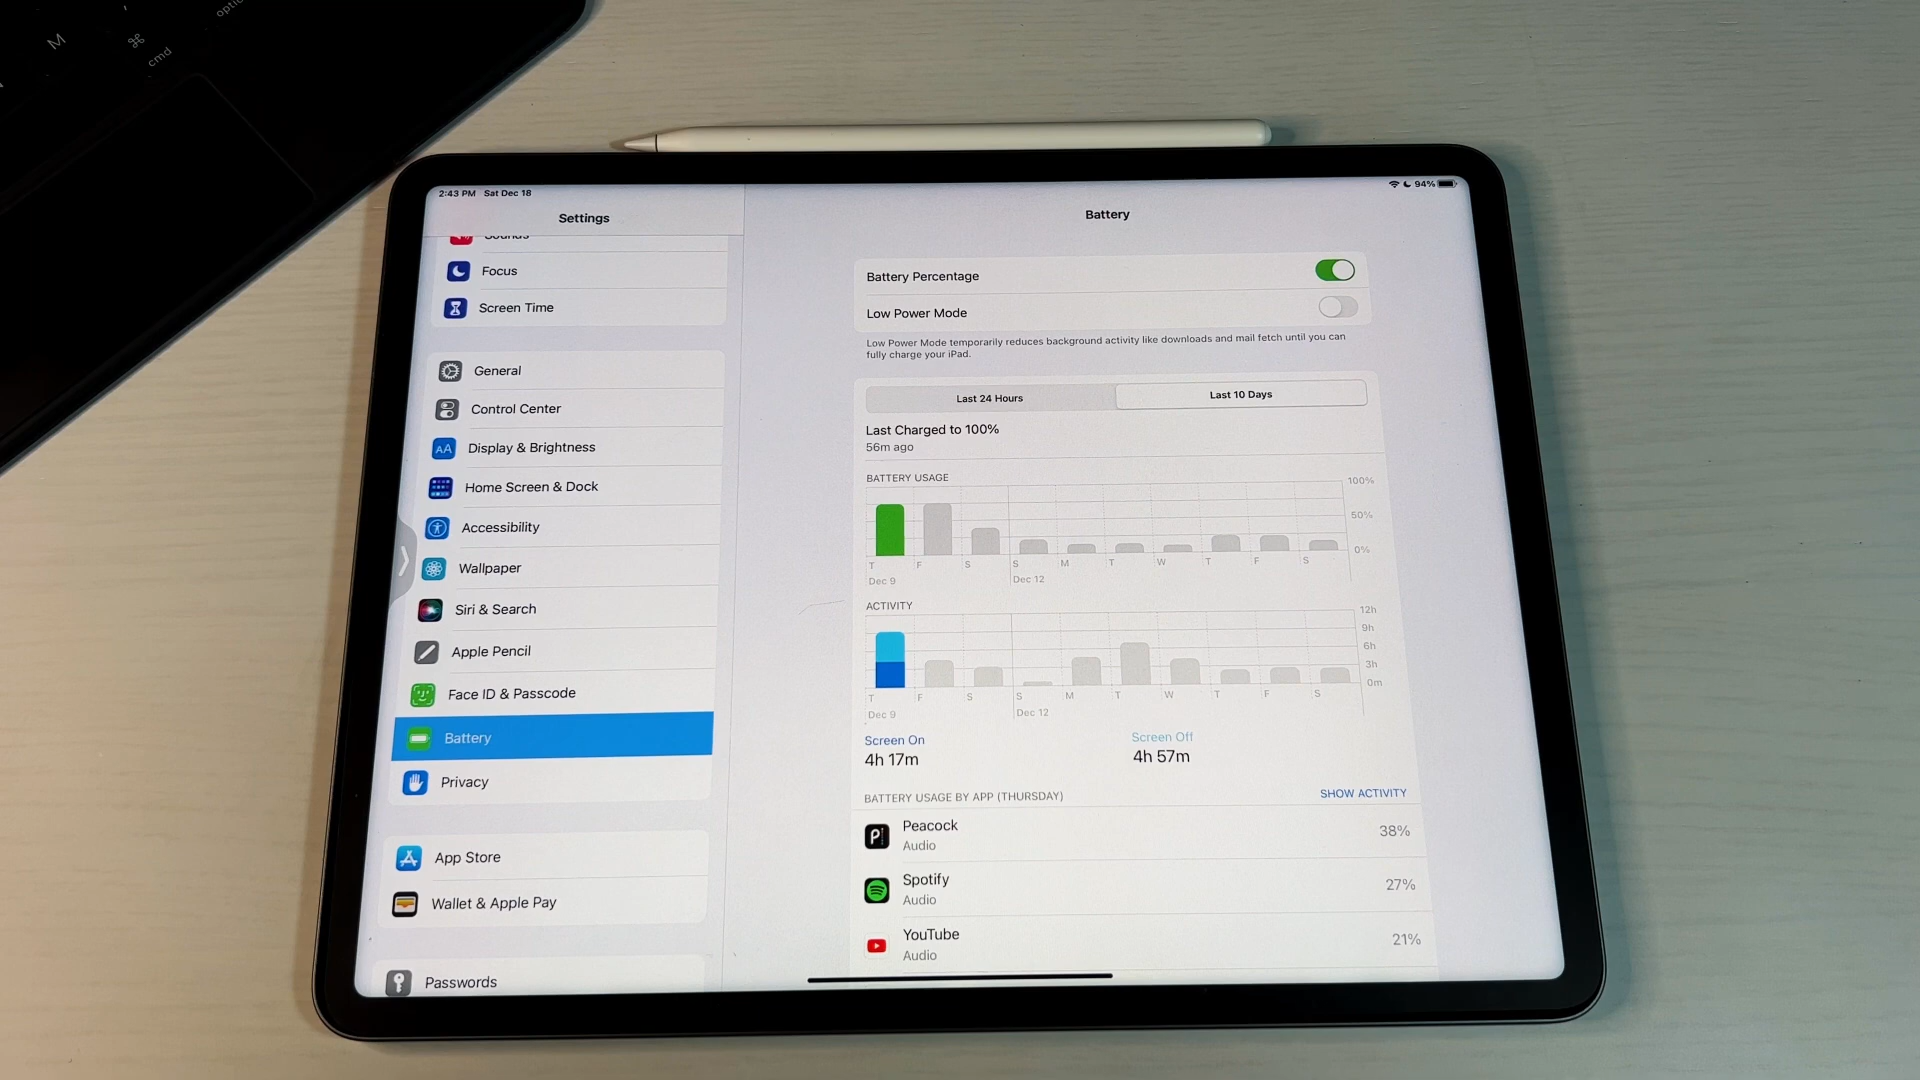 M
⌘
cmd
2:43 PM Sat Dec 18
94%
Settings
Sounds
Focus
Screen Time
General
Control Center
AA Display & Brightness
Home Screen & Dock
Accessibility
Wallpaper
Siri & Search
Apple Pencil
Face ID & Passcode
Battery
Privacy
App Store
Wallet & Apple Pay
Passwords
Battery
Battery Percentage
Low Power Mode
Low Power Mode temporarily reduces background activity like downloads and mail fetch until you can
fully charge your iPad.
Last 24 Hours Last 10 Days
Last Charged to 100%
56m ago
BATTERY USAGE
100%
50%
0%
T F S S M T W T F S
Dec 9 Dec 12
ACTIVITY
12h
9h
6h
3h
0m
T F S S M T W T F S
Dec 9 Dec 12
Screen On Screen Off
4h 17m 4h 57m
BATTERY USAGE BY APP (THURSDAY) SHOW ACTIVITY
Peacock
Audio
38%
Spotify
Audio
27%
YouTube
Audio
21%